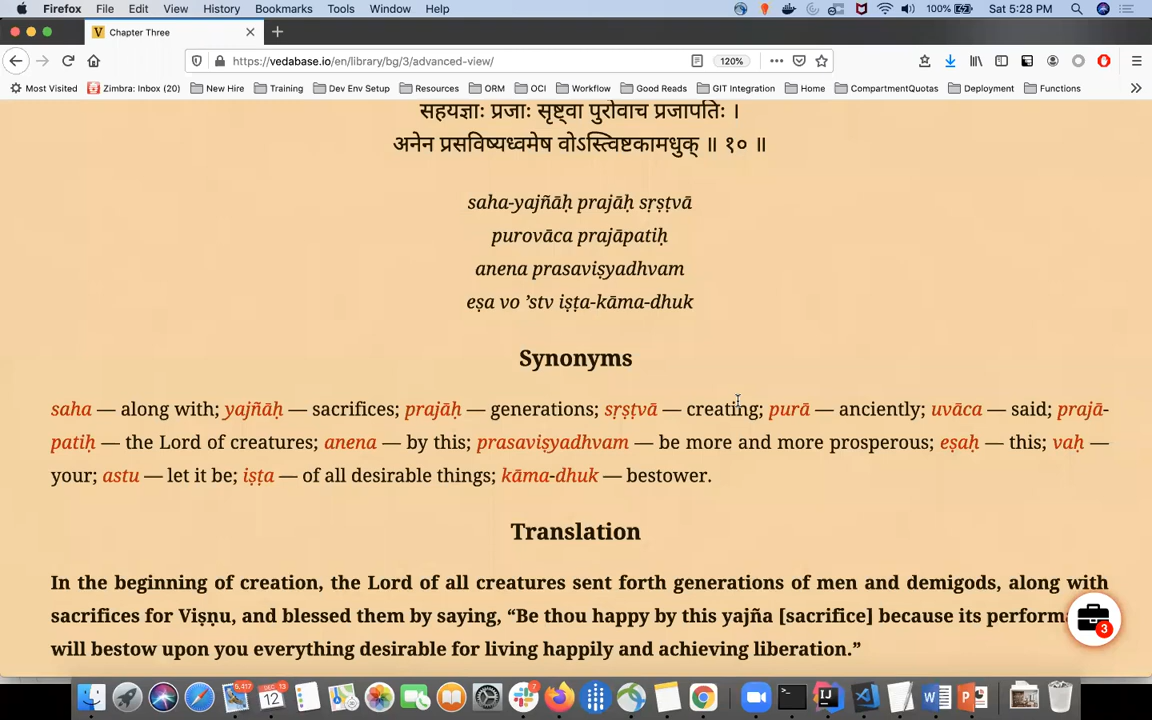 Firefox File Edit View History Bookmarks Tools Window Help 100% Sat 5:28 PM
V Chapter Three
https://vedabase.io/en/library/bg/3/advanced-view/ 120%
Most Visited Zimbra: Inbox (20) New Hire Training Dev Env Setup Resources ORM OCI Workflow Good Reads GIT Integration Home CompartmentQuotas Deployment Functions
सहयज्ञाः प्रजाः सृष्ट्वा पुरोवाच प्रजापतिः ।
अनेन प्रसविष्यध्वमेष वोऽस्त्विष्टकामधुक् ॥ १० ॥
saha-yajñāḥ prajāḥ sṛṣṭvā
purovāca prajāpatiḥ
anena prasaviṣyadhvam
eṣa vo ’stv iṣṭa-kāma-dhuk
Synonyms
saha — along with; yajñāḥ — sacrifices; prajāḥ — generations; sṛṣṭvā — creating; purā — anciently; uvāca — said; prajā-
patiḥ — the Lord of creatures; anena — by this; prasaviṣyadhvam — be more and more prosperous; eṣaḥ — this; vaḥ —
your; astu — let it be; iṣṭa — of all desirable things; kāma-dhuk — bestower.
Translation
In the beginning of creation, the Lord of all creatures sent forth generations of men and demigods, along with
sacrifices for Viṣṇu, and blessed them by saying, “Be thou happy by this yajña [sacrifice] because its performa
will bestow upon you everything desirable for living happily and achieving liberation.”
3